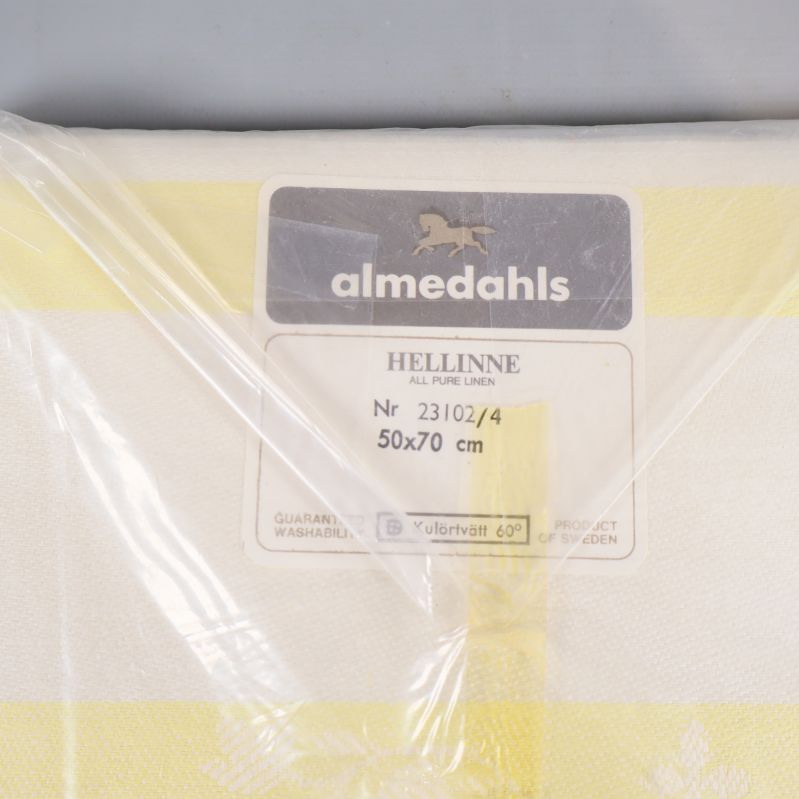 almedahls
HELLINNE
ALL PURE LINEN
Nr 23102/4
50x70 cm
GUARANTEED
WASHABILITY
Kulörtvätt 60°
PRODUCT
OF SWEDEN